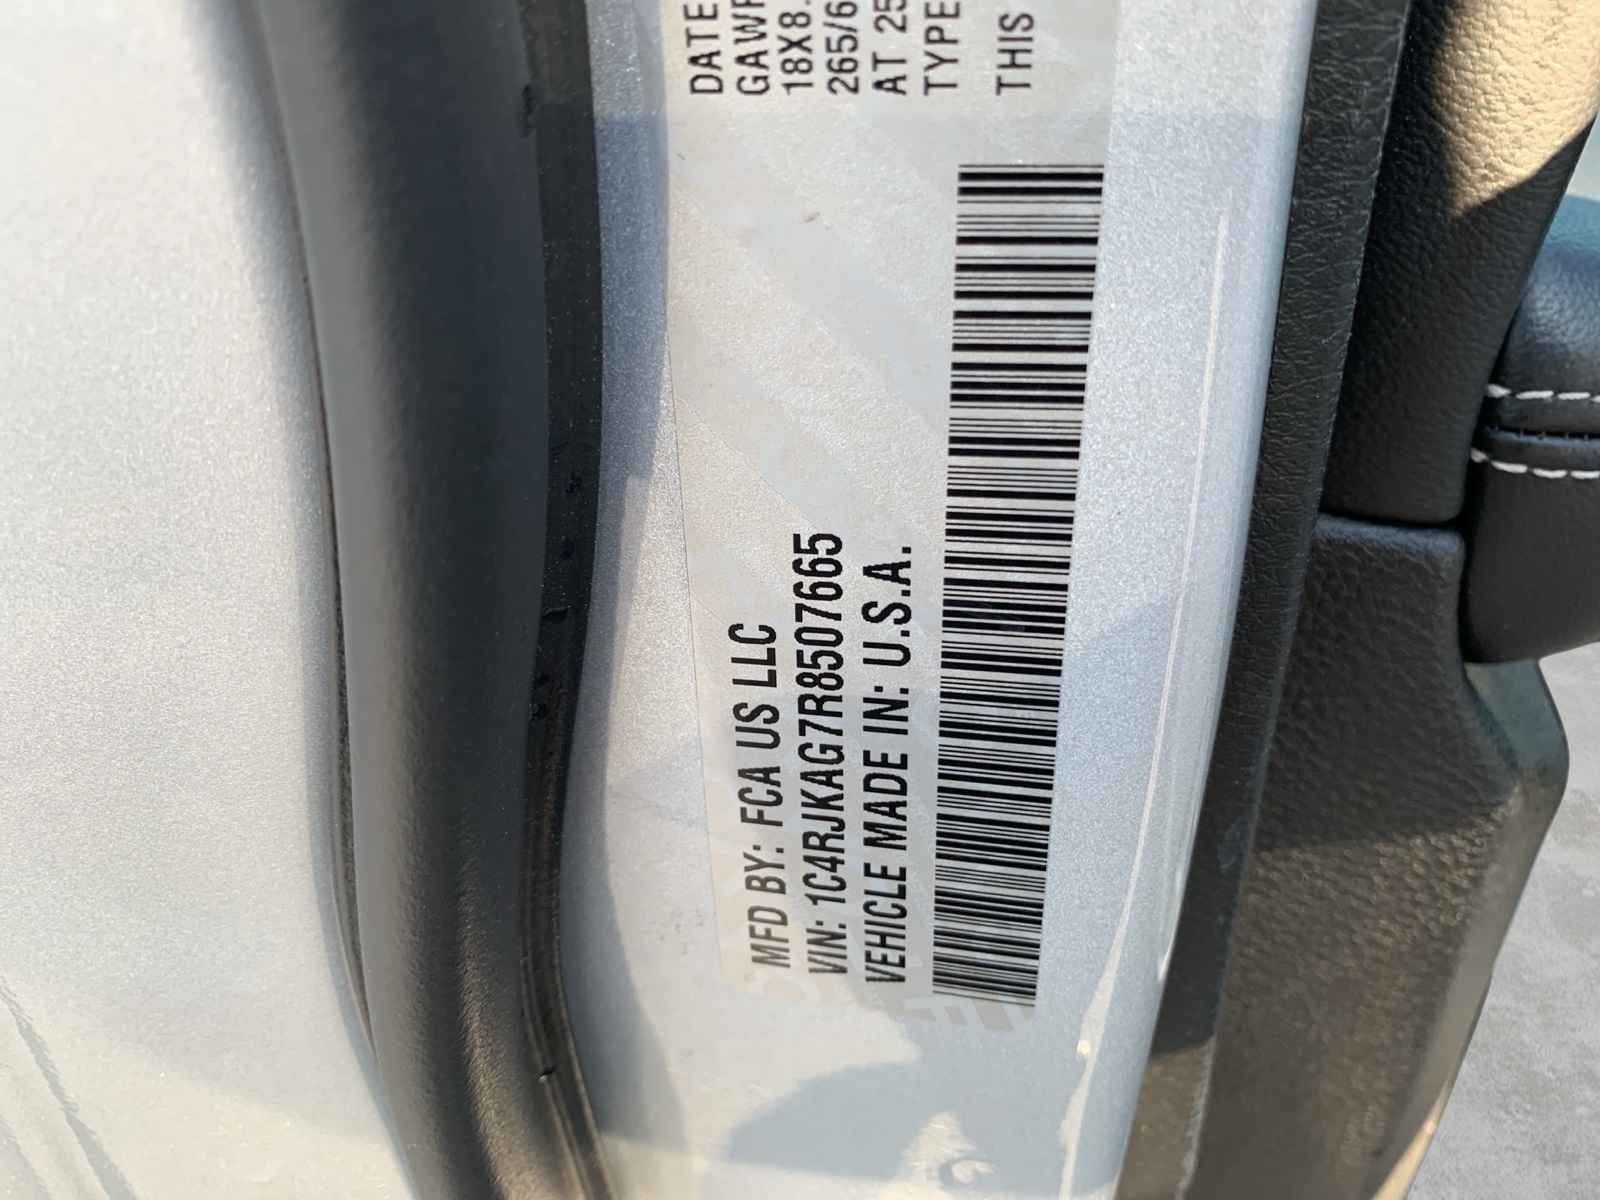 MFD BY: FCA US LLC
VIN: 1C4RJKAG7R8507665
VEHICLE MADE IN: U.S.A.
DATE
GAWR
18X8.
265/6
AT 25
TYPE
THIS